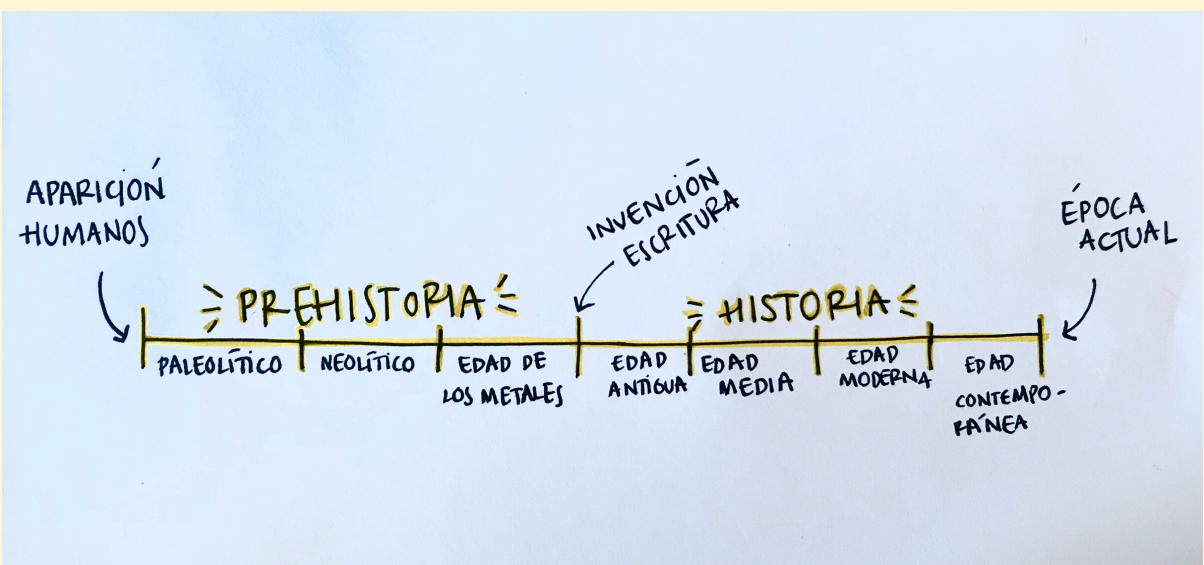 APARICIÓN
HUMANOS
INVENCIÓN
ESCRITURA
ÉPOCA
ACTUAL
PREHISTORIA
HISTORIA
PALEOLÍTICO
NEOLÍTICO
EDAD DE
LOS METALES
EDAD
ANTIGUA
EDAD
MEDIA
EDAD
MODERNA
EDAD
CONTEMPO-
RÁNEA